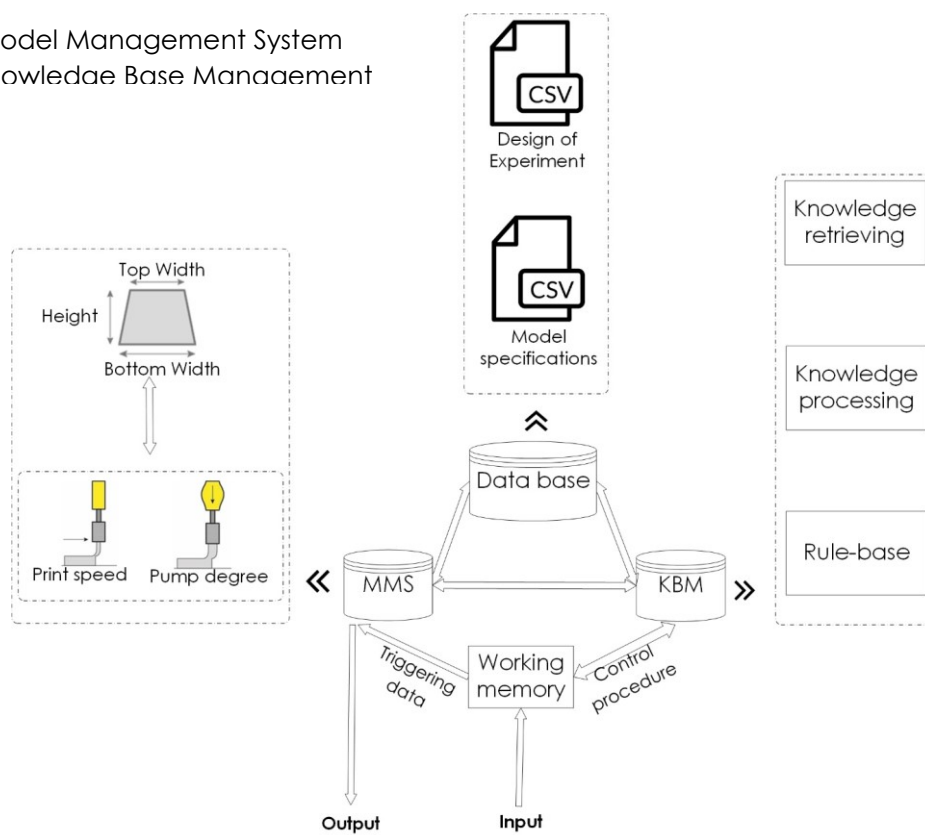 odel Management System
owledge Base Management
CSV
Design of
Experiment
CSV
Model
specifications
Top Width
Height
Bottom Width
Print speed
Pump degree
Data base
MMS
KBM
Knowledge
retrieving
Knowledge
processing
Rule-base
Triggering
data
Working
memory
Control
procedure
Output
Input